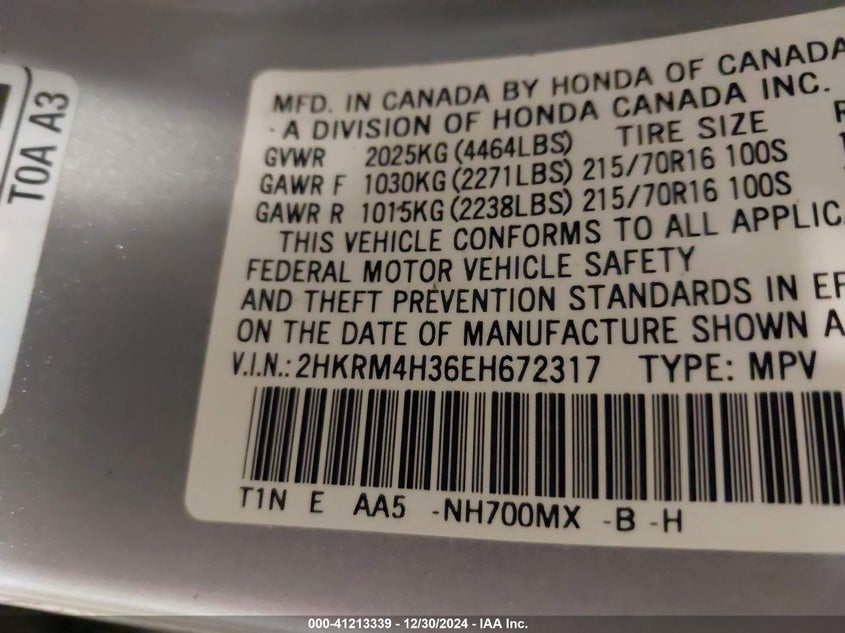 TOA A3
MFD. IN CANADA BY HONDA OF CANADA
A DIVISION OF HONDA CANADA INC.
GVWR 2025KG (4464LBS) TIRE SIZE
GAWR F 1030KG (2271LBS) 215/70R16 100S
GAWR R 1015KG (2238LBS) 215/70R16 100S
THIS VEHICLE CONFORMS TO ALL APPLIC
FEDERAL MOTOR VEHICLE SAFETY
AND THEFT PREVENTION STANDARDS IN EF
ON THE DATE OF MANUFACTURE SHOWN A
V.I.N.: 2HKRM4H36EH672317 TYPE: MPV
T1N E AA5 -NH700MX -B -H
000-41213339 - 12/30/2024 - IAA Inc.